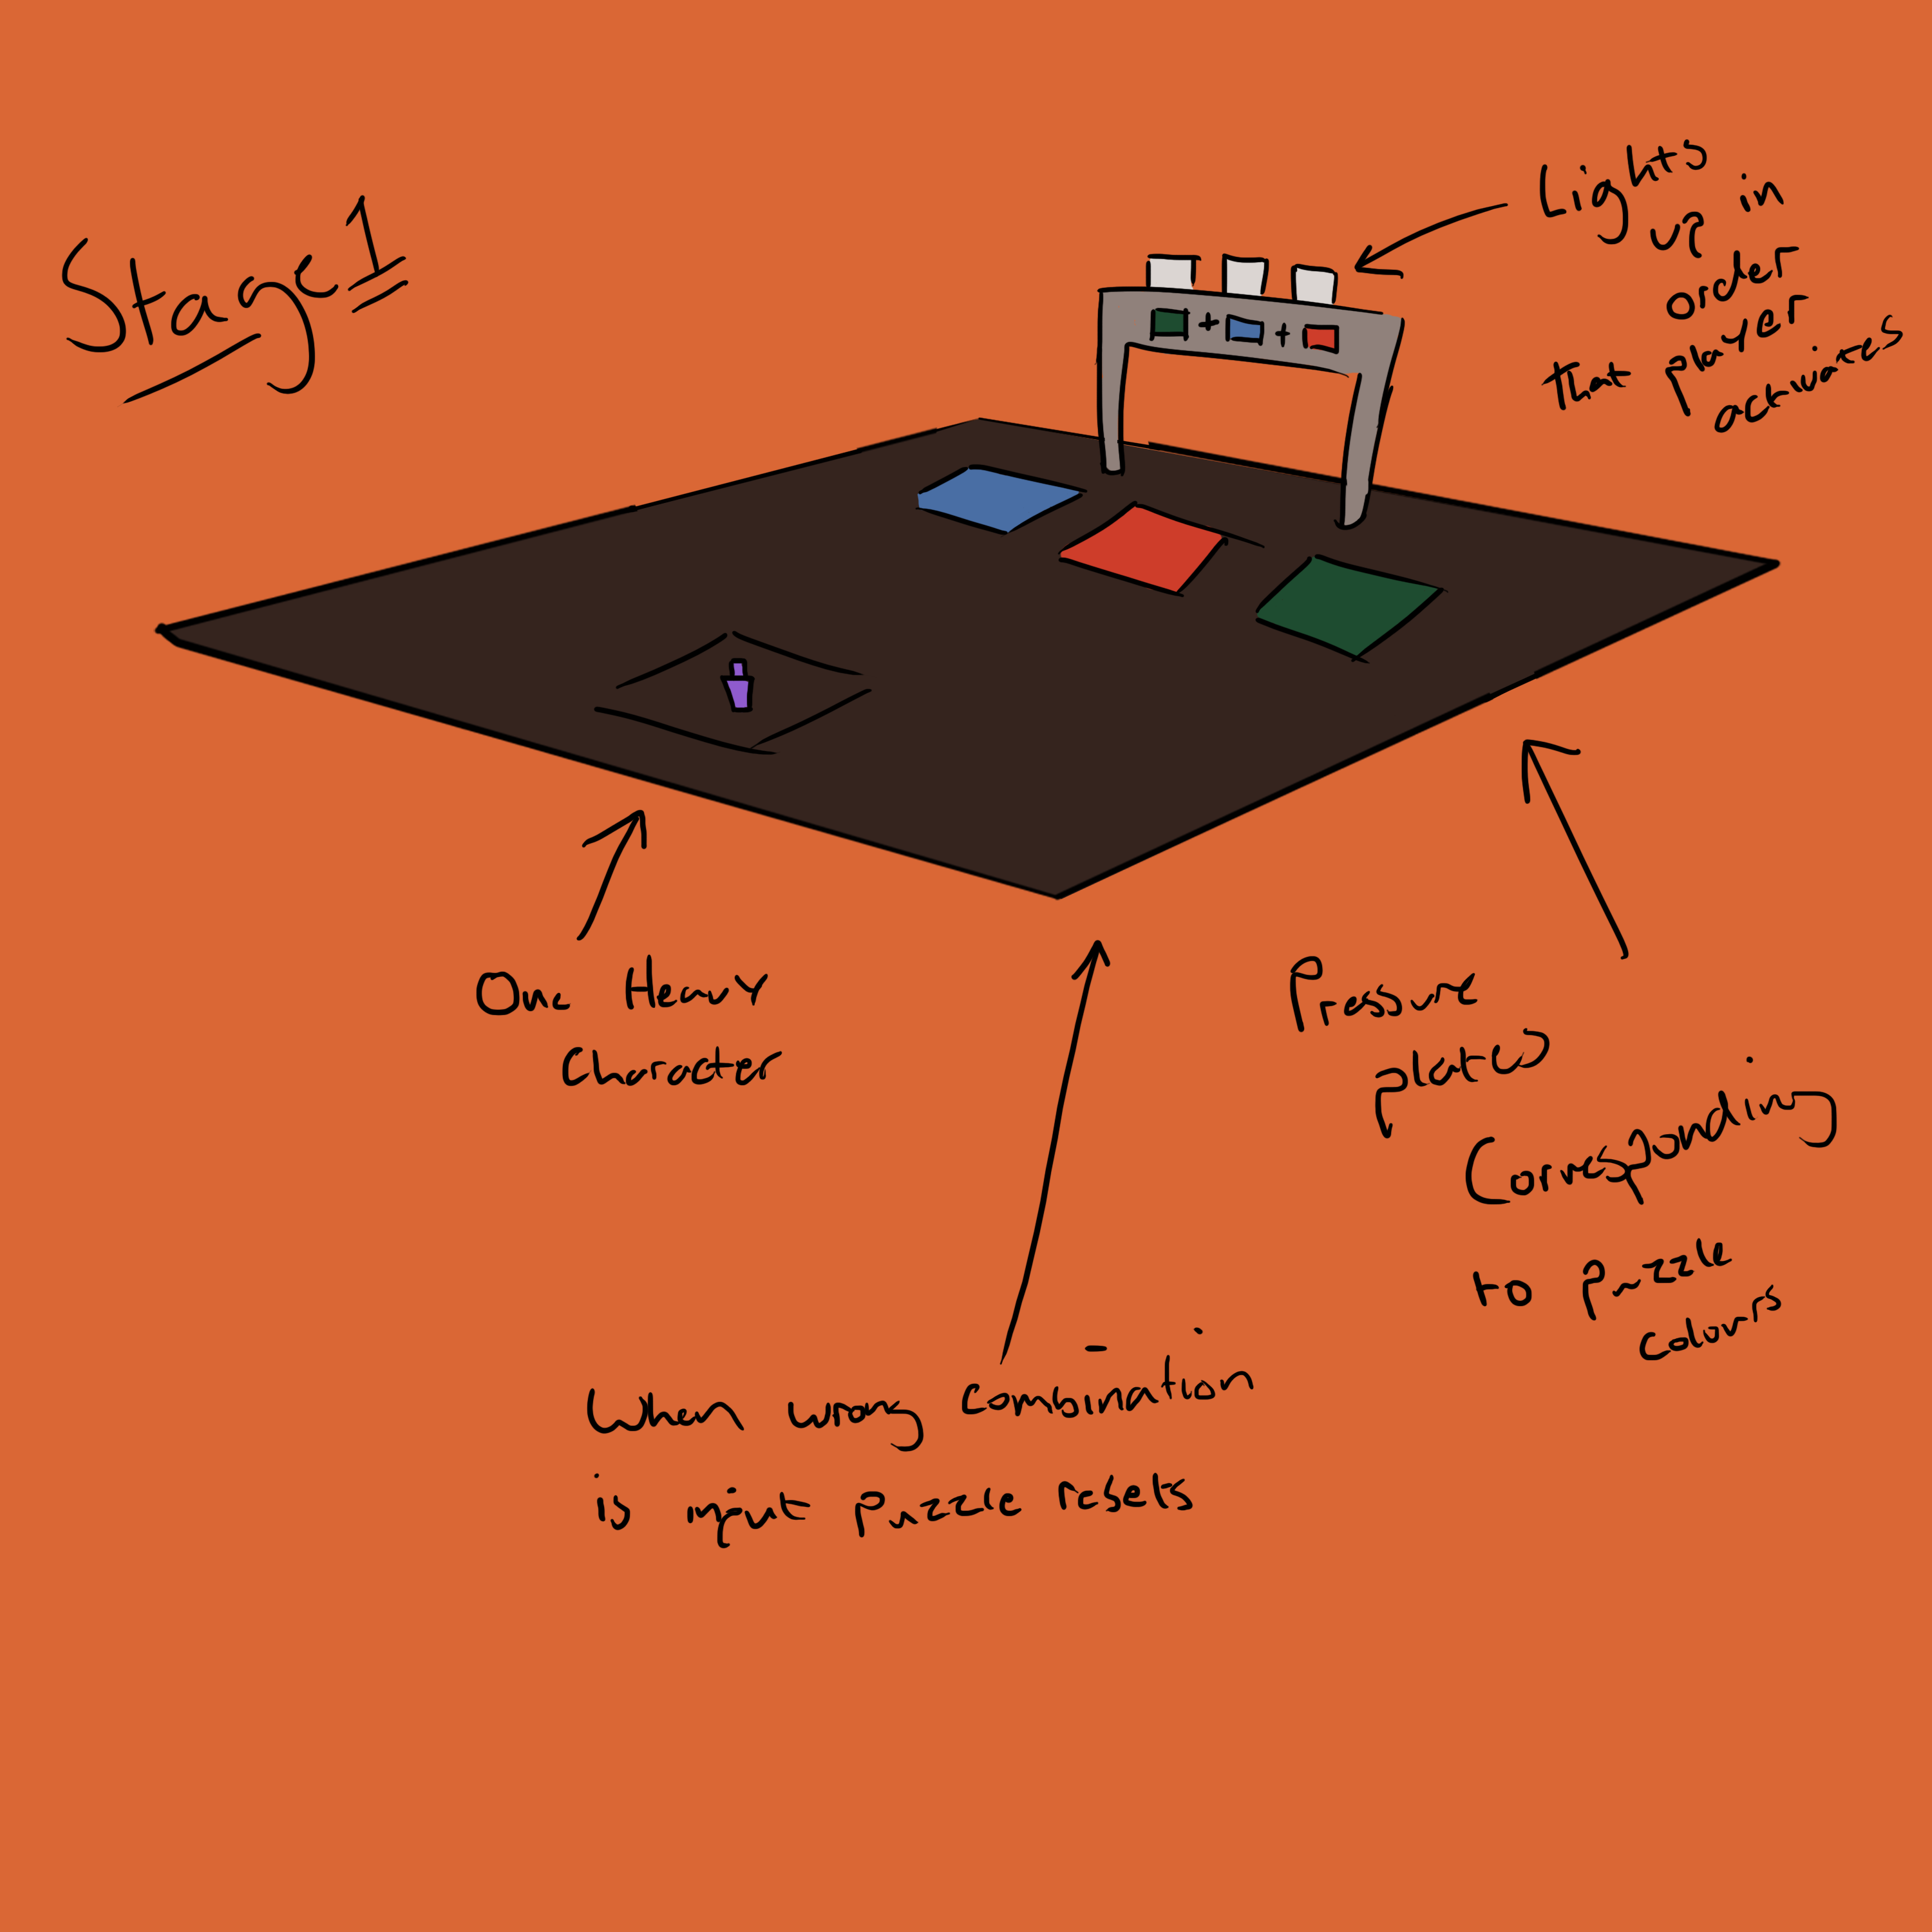 Stage 1
Lights
up in
order
that player
activates
+ +
One Heavy
Character
Pressure
plates
Corresponding
to puzzle
colours
When wrong combination
is input puzzle resets